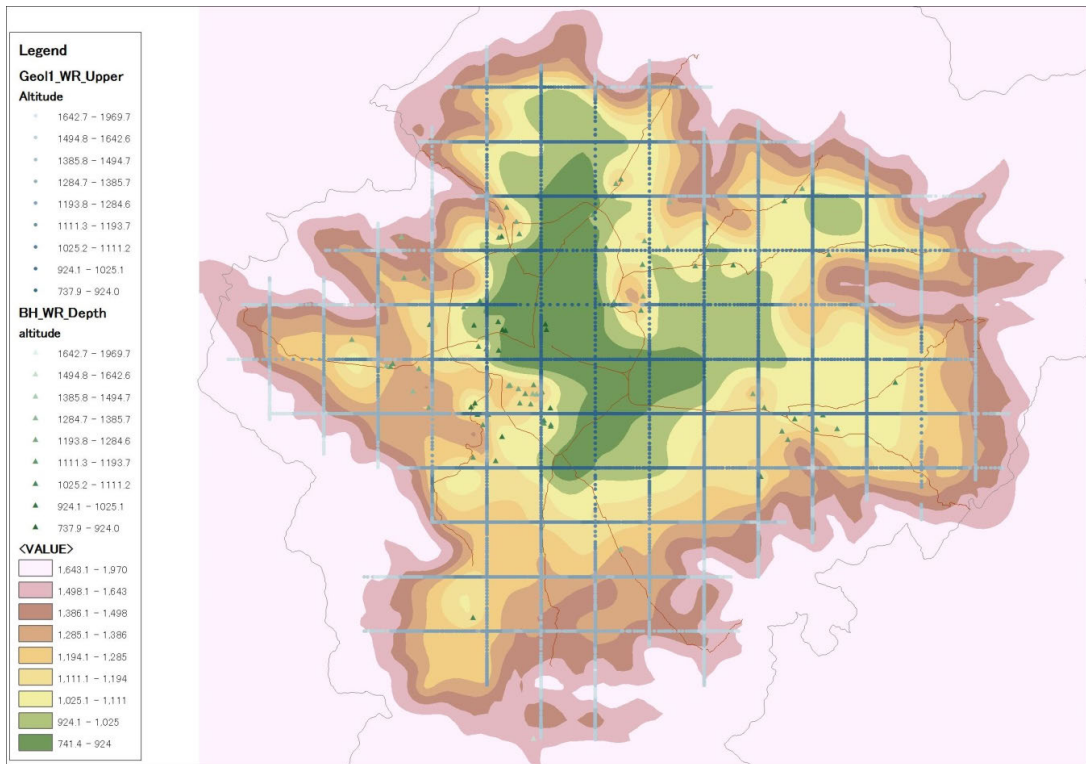 Legend
Geol1_WR_Upper
Altitude
1642.7 - 1969.7
1494.8 - 1642.6
1385.8 - 1494.7
1284.7 - 1385.7
1193.8 - 1284.6
1111.3 - 1193.7
1025.2 - 1111.2
924.1 - 1025.1
737.9 - 924.0
BH_WR_Depth
altitude
1642.7 - 1969.7
1494.8 - 1642.6
1385.8 - 1494.7
1284.7 - 1385.7
1193.8 - 1284.6
1111.3 - 1193.7
1025.2 - 1111.2
924.1 - 1025.1
737.9 - 924.0
<VALUE>
1,643.1 - 1,970
1,498.1 - 1,643
1,386.1 - 1,498
1,285.1 - 1,386
1,194.1 - 1,285
1,111.1 - 1,194
1,025.1 - 1,111
924.1 - 1,025
741.4 - 924